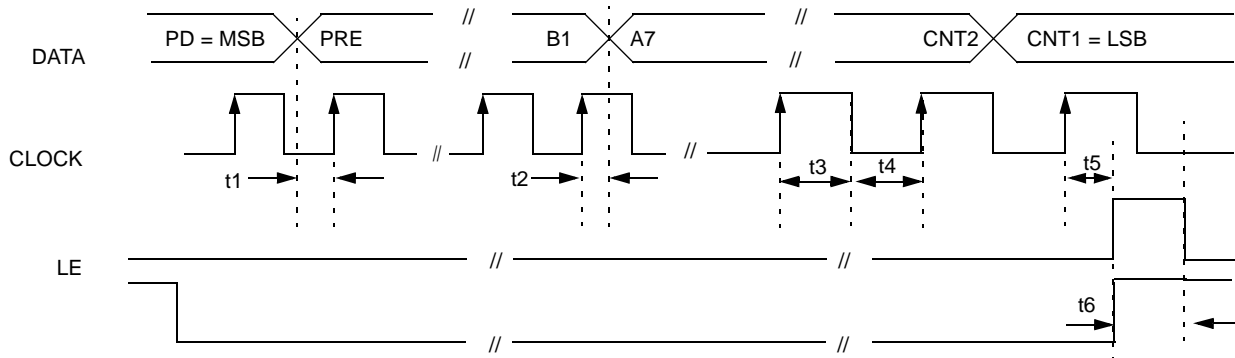 DATA
PD = MSB
PRE
//
//
B1
A7
//
//
CNT2
CNT1 = LSB
CLOCK
//
//
t1
t2
t3
t4
t5
LE
//
//
t6
//
//